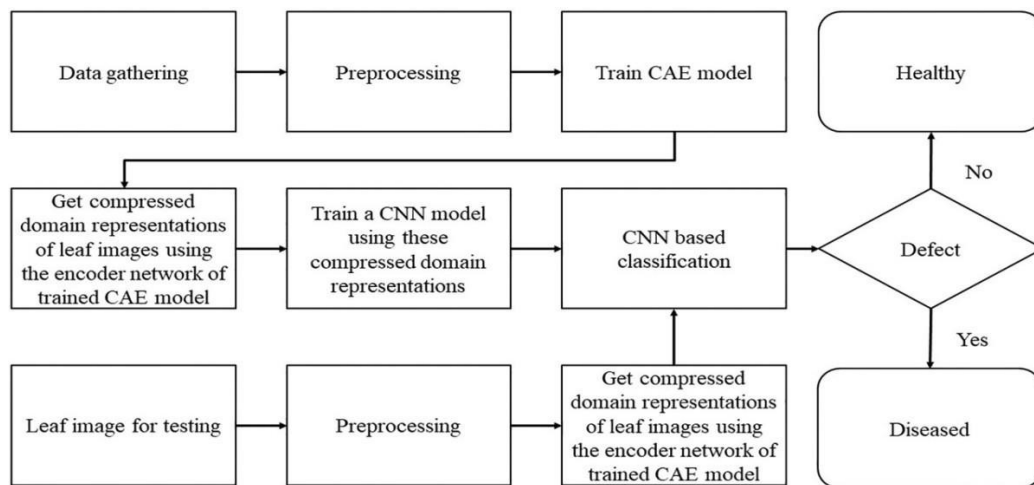 Data gathering
Preprocessing
Train CAE model
Healthy
No
Get compressed
domain representations
of leaf images using
the encoder network of
trained CAE model
Train a CNN model
using these
compressed domain
representations
CNN based
classification
Defect
Yes
Leaf image for testing
Preprocessing
Get compressed
domain representations
of leaf images using
the encoder network of
trained CAE model
Diseased